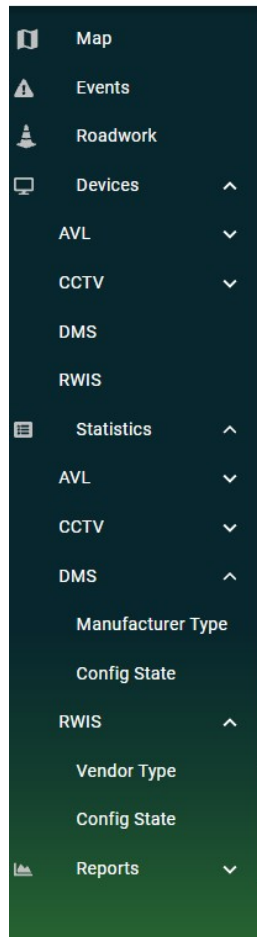 Map
Events
Roadwork
Devices
AVL
CCTV
DMS
RWIS
Statistics
AVL
CCTV
DMS
Manufacturer Type
Config State
RWIS
Vendor Type
Config State
Reports